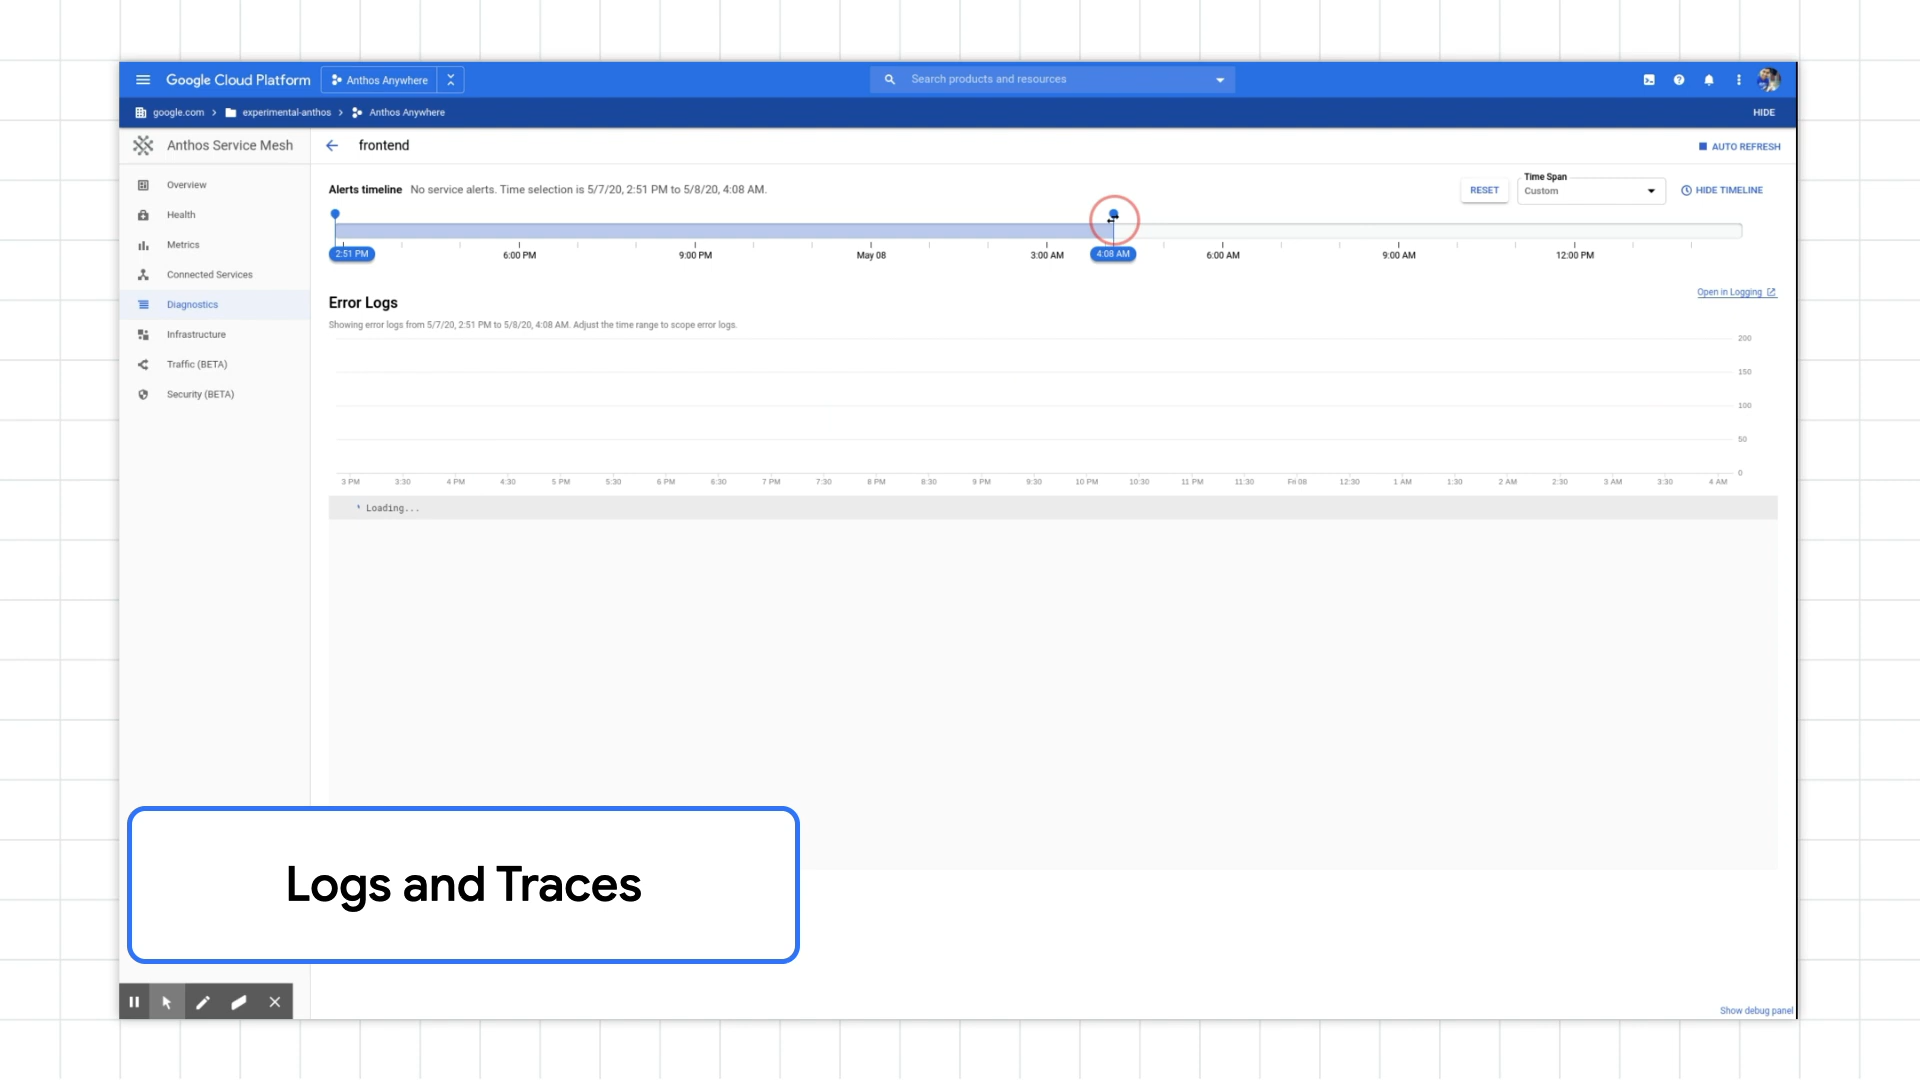 Google Cloud Platform Anthos Anywhere Search products and resources
google.com experimental-anthos Anthos Anywhere HIDE
Anthos Service Mesh frontend AUTO REFRESH
Overview
Health
Metrics
Connected Services
Diagnostics
Infrastructure
Traffic (BETA)
Security (BETA)
Alerts timeline No service alerts. Time selection is 5/7/20, 2:51 PM to 5/8/20, 4:08 AM.
RESET
Time Span
Custom
HIDE TIMELINE
2:51 PM 6:00 PM 9:00 PM May 08 3:00 AM 4:08 AM 6:00 AM 9:00 AM 12:00 PM
Error Logs
Open in Logging
Showing error logs from 5/7/20, 2:51 PM to 5/8/20, 4:08 AM. Adjust the time range to scope error logs.
200
150
100
50
0
3 PM 3:30 4 PM 4:30 5 PM 5:30 6 PM 6:30 7 PM 7:30 8 PM 8:30 9 PM 9:30 10 PM 10:30 11 PM 11:30 Fri 08 12:30 1 AM 1:30 2 AM 2:30 3 AM 3:30 4 AM
Loading...
Logs and Traces
Show debug panel